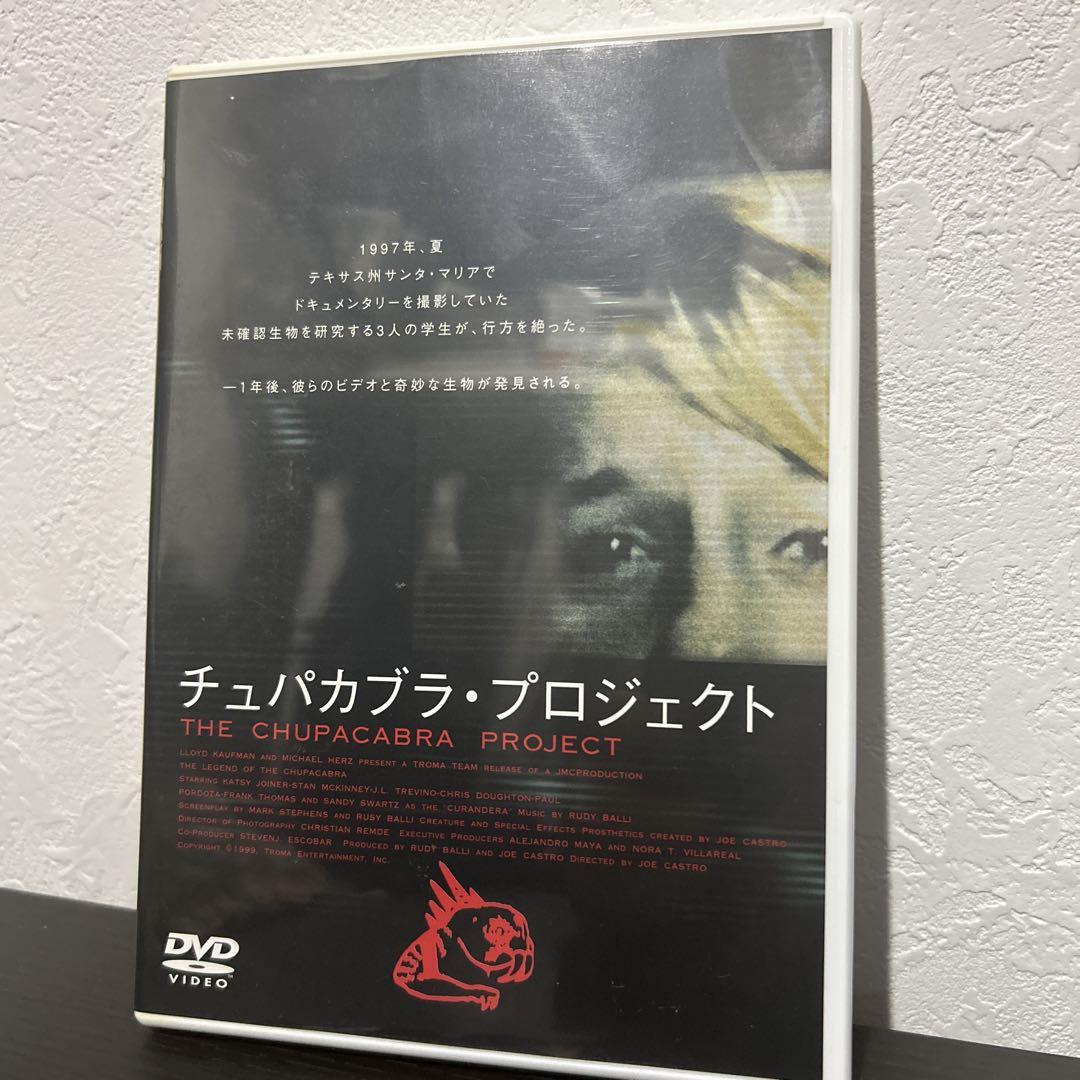 1997年、夏
テキサス州サンタ・マリアで
ドキュメンタリーを撮影していた
未確認生物を研究する3人の学生が、行方を絶った。
―1年後、彼らのビデオと奇妙な生物が発見される。
チュパカブラ・プロジェクト
THE CHUPACABRA PROJECT
LLOYD KAUFMAN AND MICHAEL HERZ PRESENT A TROMA TEAM RELEASE OF A JMCPRODUCTION
THE LEGEND OF THE CHUPACABRA
STARRING KATSY JOINER-STAN MCKINNEY-J.L. TREVINO-CHRIS DOUGHTON-PAUL
PORDOZA-FRANK THOMAS AND SANDY SWARTZ AS THE "CURANDERA" MUSIC BY RUDY BALLI
SCREENPLAY BY MARK STEPHENS AND RUSY BALLI CREATURE AND SPECIAL EFFECTS PROSTHETICS CREATED BY JOE CASTRO
DIRECTOR OF PHOTOGRAPHY CHRISTIAN REMDE EXECUTIVE PRODUCERS ALEJANDRO MAYA AND NORA T. VILLAREAL
CO-PRODUCER STEVENJ. ESCOBAR PRODUCED BY RUDY BALLI AND JOE CASTRO DIRECTED BY JOE CASTRO
COPYRIGHT ©1999, TROMA ENTERTAINMENT, INC.
DVD
VIDEO™